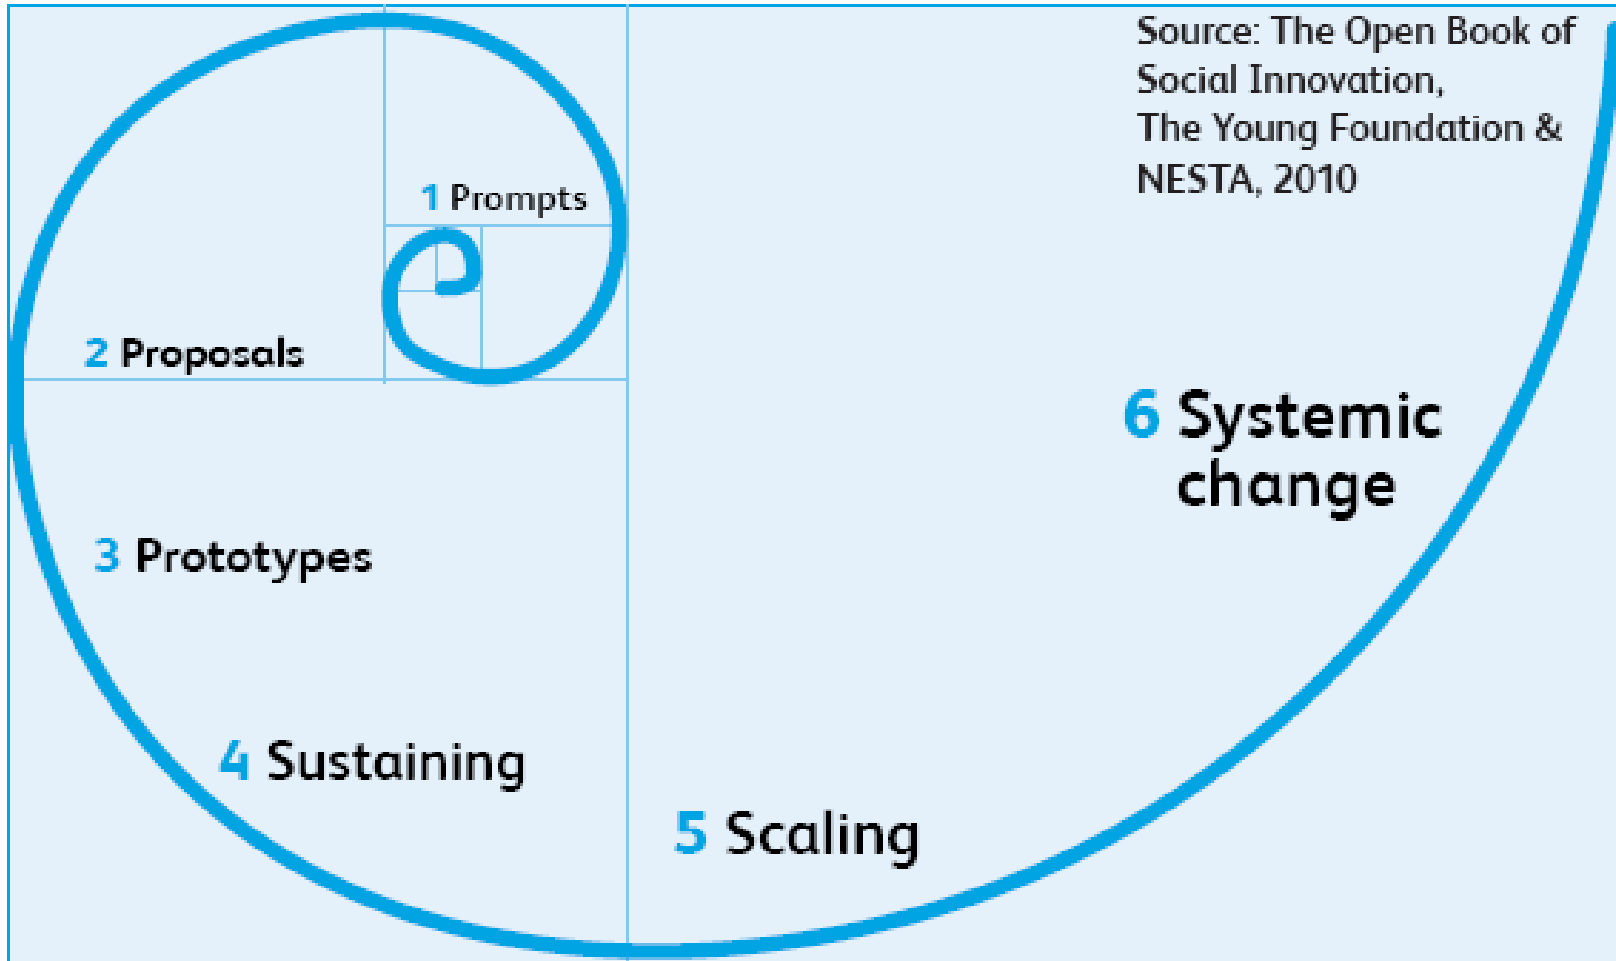 Source: The Open Book of
Social Innovation,
The Young Foundation &
NESTA, 2010
1 Prompts
2 Proposals
3 Prototypes
4 Sustaining
5 Scaling
6 Systemic
change